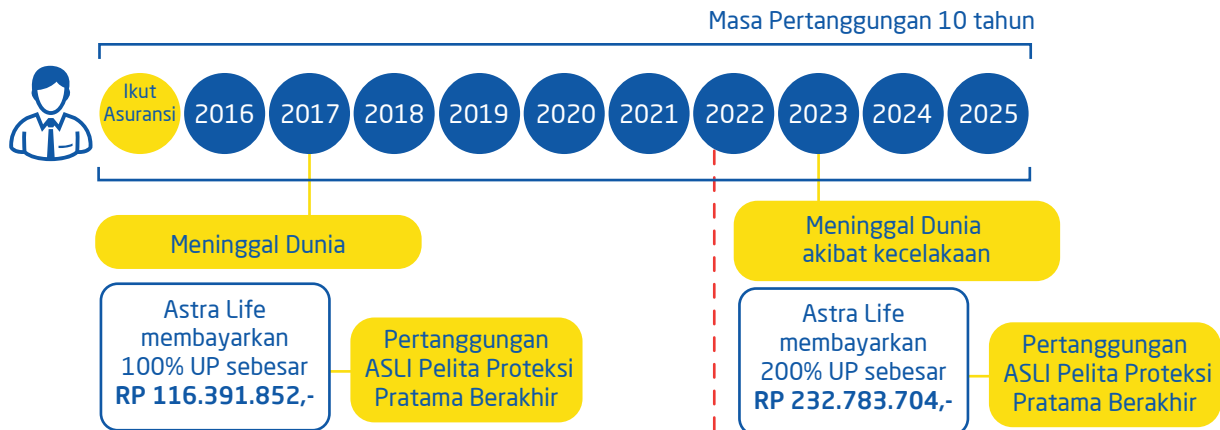 Masa Pertanggungan 10 tahun
Ikut
Asuransi
2016
2017
2018
2019
2020
2021
2022
2023
2024
2025
Meninggal Dunia
Astra Life
membayarkan
100% UP sebesar
RP 116.391.852,-
Pertanggungan
ASLI Pelita Proteksi
Pratama Berakhir
Meninggal Dunia
akibat kecelakaan
Astra Life
membayarkan
200% UP sebesar
RP 232.783.704,-
Pertanggungan
ASLI Pelita Proteksi
Pratama Berakhir